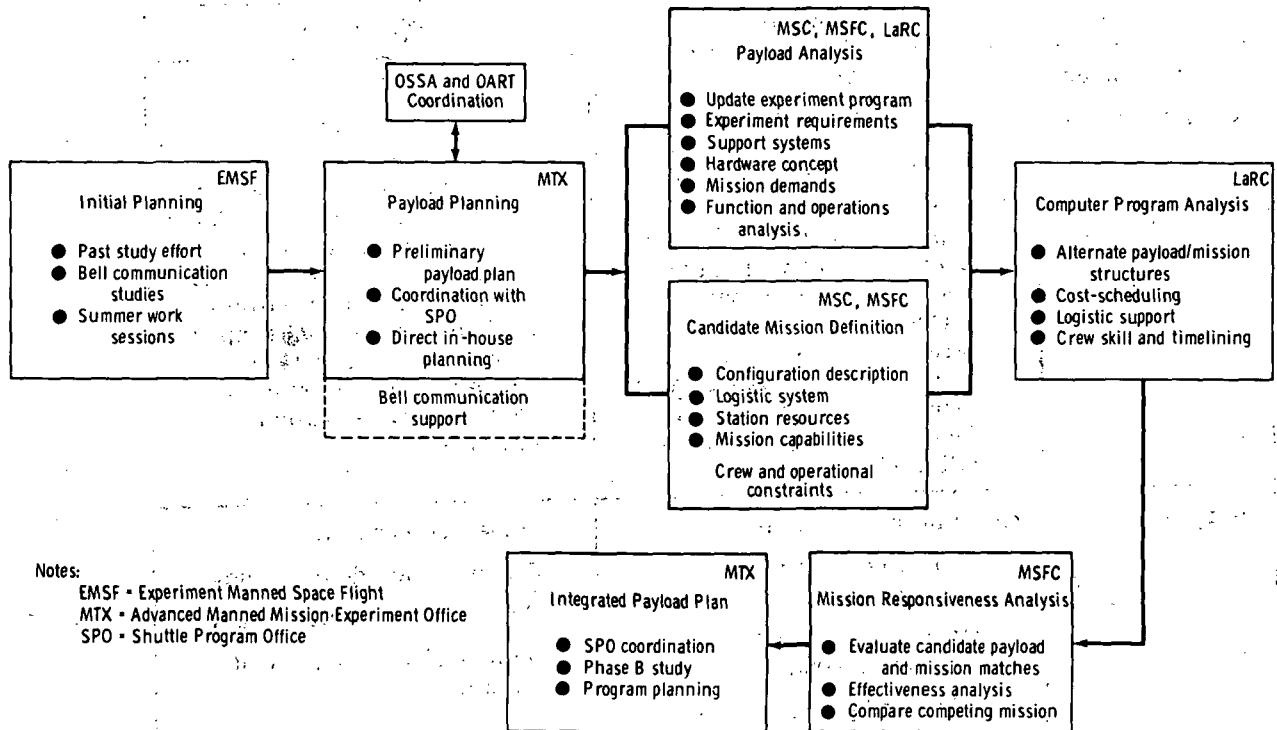 EMSF
Initial Planning
● Past study effort
● Bell communication
studies
● Summer work
sessions
OSSA and OART
Coordination
MTX
Payload Planning
● Preliminary
payload plan
● Coordination with
SPO
● Direct in-house
planning
Bell communication
support
MSC, MSFC, LaRC
Payload Analysis
● Update experiment program
● Experiment requirements
● Support systems
● Hardware concept
● Mission demands
● Function and operations
analysis
MSC, MSFC
Candidate Mission Definition
● Configuration description
● Logistic system
● Station resources
● Mission capabilities
Crew and operational
constraints
LaRC
Computer Program Analysis
● Alternate payload/mission
structures
● Cost-scheduling
● Logistic support
● Crew skill and timelining
MSFC
Mission Responsiveness Analysis
● Evaluate candidate payload
and mission matches
● Effectiveness analysis
● Compare competing mission
MTX
Integrated Payload Plan
● SPO coordination
● Phase B study
● Program planning
Notes:
EMSF = Experiment Manned Space Flight
MTX = Advanced Manned Mission Experiment Office
SPO = Shuttle Program Office